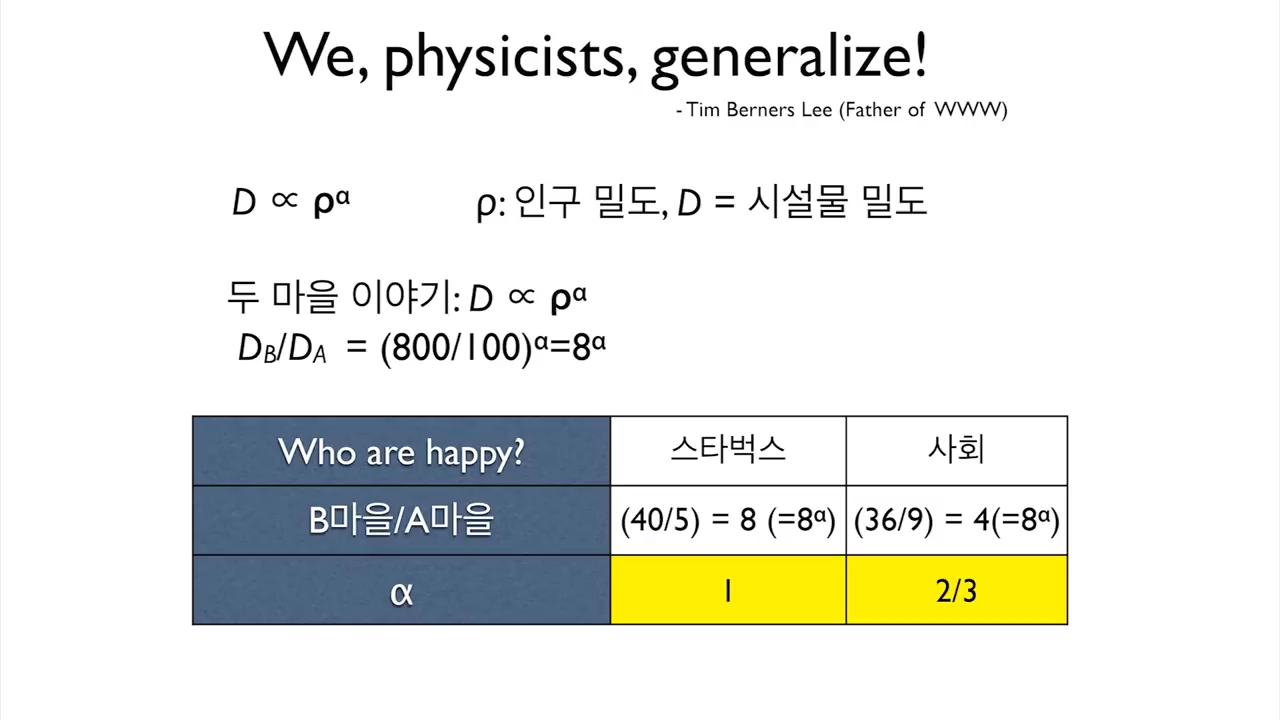 We, physicists, generalize!
- Tim Berners Lee (Father of WWW)
D ∝ ρᵅ ρ: 인구 밀도, D = 시설물 밀도
두 마을 이야기: D ∝ ρᵅ
D_B/D_A = (800/100)ᵅ=8ᵅ
Who are happy? 스타벅스 사회
B마을/A마을 (40/5) = 8 (=8ᵅ) (36/9) = 4(=8ᵅ)
α 1 2/3